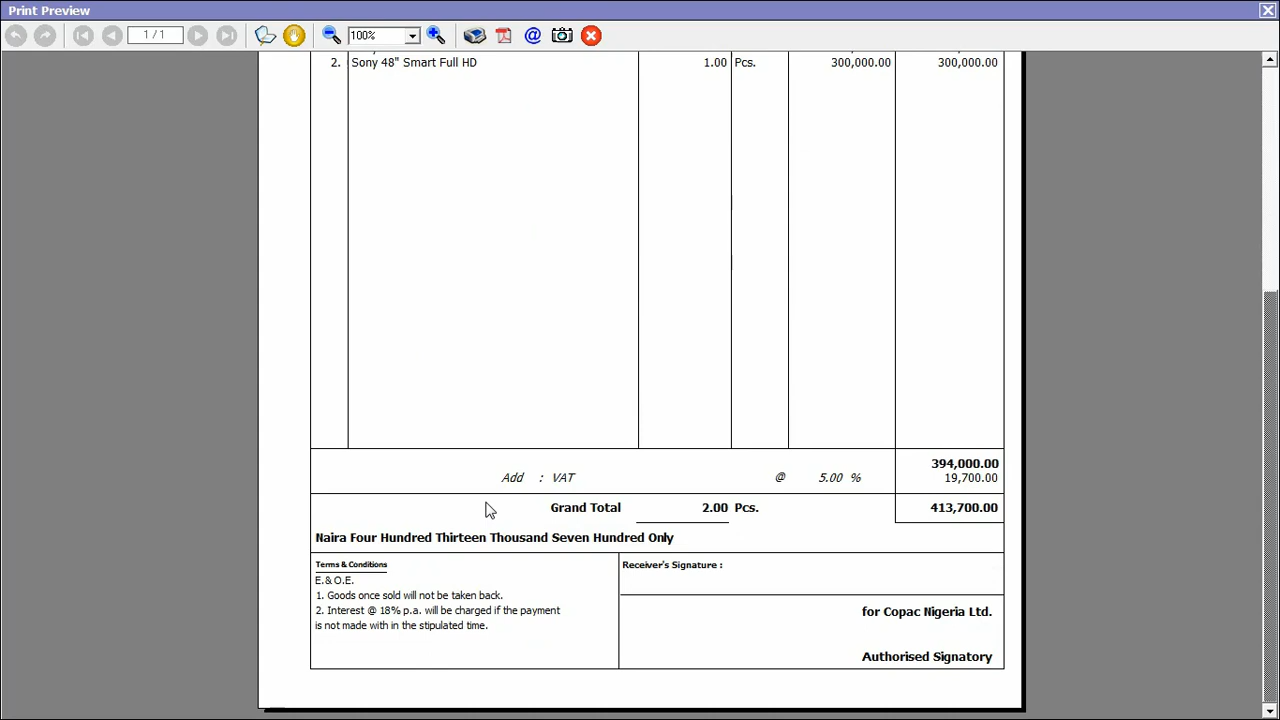 Print Preview
1 / 1
100%
2. Sony 48" Smart Full HD 1.00 Pcs. 300,000.00 300,000.00
394,000.00
Add : VAT @ 5.00 % 19,700.00
Grand Total 2.00 Pcs. 413,700.00
Naira Four Hundred Thirteen Thousand Seven Hundred Only
Terms & Conditions
E.& O.E.
1. Goods once sold will not be taken back.
2. Interest @ 18% p.a. will be charged if the payment
is not made with in the stipulated time.
Receiver's Signature :
for Copac Nigeria Ltd.
Authorised Signatory